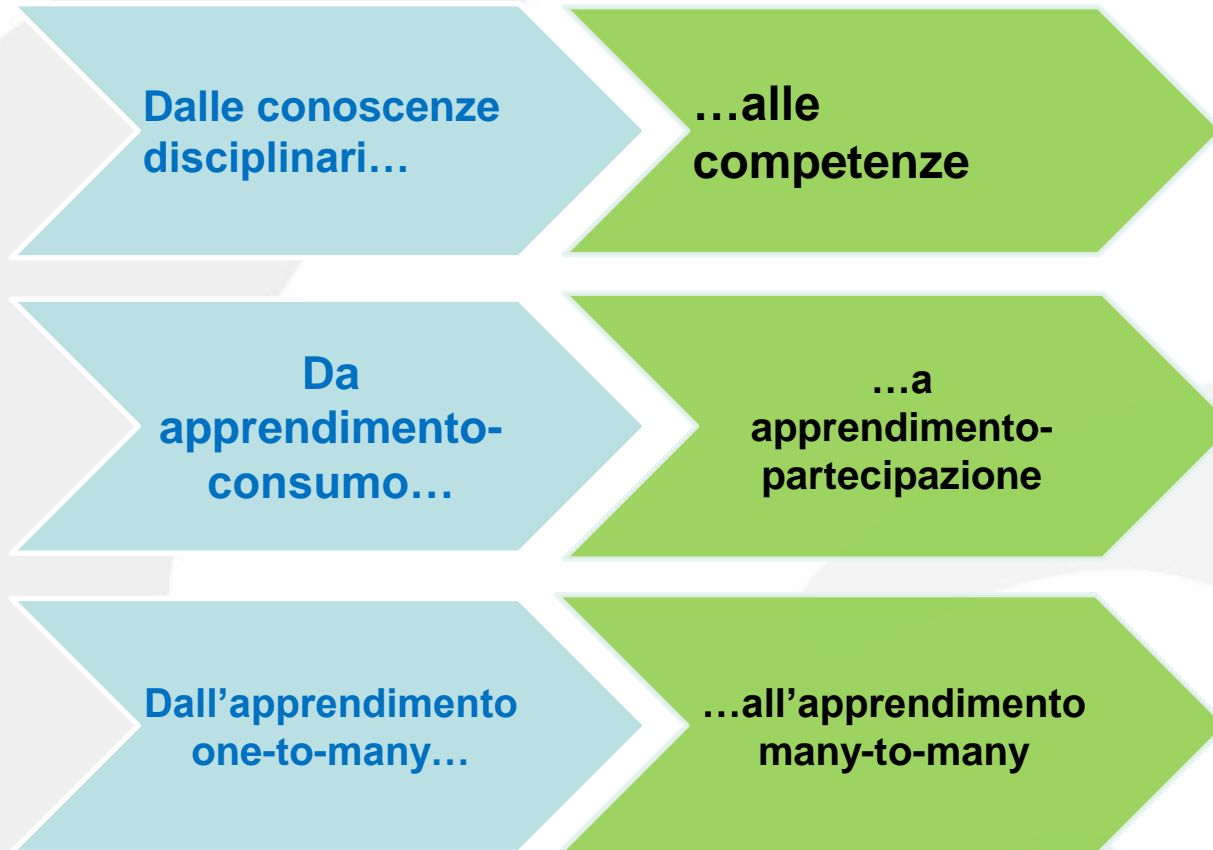 Dalle conoscenze
disciplinari…
…alle
competenze
Da
apprendimento-
consumo…
…a
apprendimento-
partecipazione
Dall’apprendimento
one-to-many…
…all’apprendimento
many-to-many